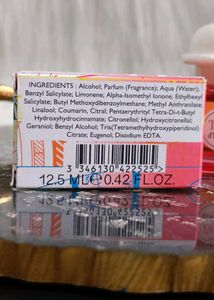 INGREDIENTS : Alcohol; Parfum (Fragrance); Aqua (Water);
Benzyl Salicylate; Limonene; Alpha-Isomethyl Ionone; Ethylhexyl
Salicylate; Butyl Methoxydibenzoylmethane; Methyl Anthranilate;
Linalool; Coumarin, Citral; Pentaerythrityl Tetra-Di-t-Butyl
Hydroxyhydrocinnamate; Citronellol; Hydroxycitronellal;
Geraniol; Benzyl Alcohol; Tris(Tetramethylhydroxypiperidinol)
Citrate; Eugenol; Disodium EDTA.
3 346130 422525
12.5 ML℮0.42 FL.OZ.